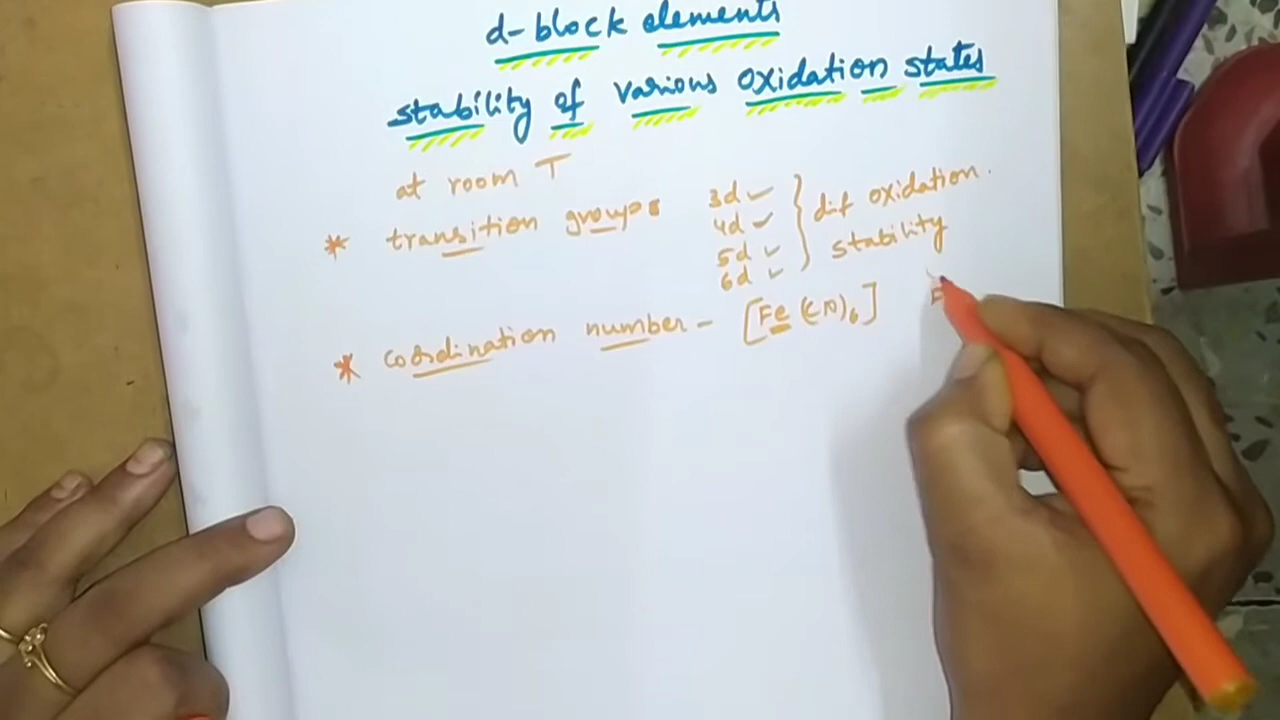 d-block elements
stability of various oxidation states
at room T
* transition groups 3d ✓ } dif oxidation.
4d ✓ stability
5d ✓
6d ✓
* coordination number - [Fe (CN)6] F